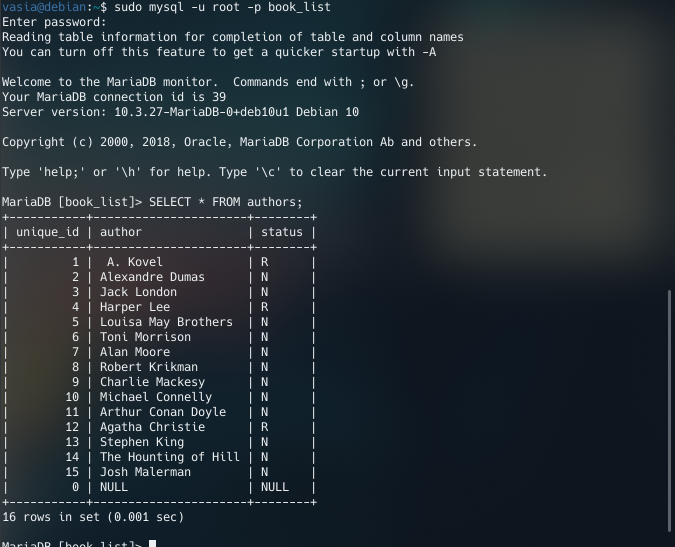 vasia@debian:~$ sudo mysql -u root -p book_list
Enter password:
Reading table information for completion of table and column names
You can turn off this feature to get a quicker startup with -A

Welcome to the MariaDB monitor.  Commands end with ; or \g.
Your MariaDB connection id is 39
Server version: 10.3.27-MariaDB-0+deb10u1 Debian 10

Copyright (c) 2000, 2018, Oracle, MariaDB Corporation Ab and others.

Type 'help;' or '\h' for help. Type '\c' to clear the current input statement.

MariaDB [book_list]> SELECT * FROM authors;
+-----------+----------------------+--------+
| unique_id | author               | status |
+-----------+----------------------+--------+
|         1 |  A. Kovel            | R      |
|         2 | Alexandre Dumas      | N      |
|         3 | Jack London          | N      |
|         4 | Harper Lee           | R      |
|         5 | Louisa May Brothers  | N      |
|         6 | Toni Morrison        | N      |
|         7 | Alan Moore           | N      |
|         8 | Robert Krikman       | N      |
|         9 | Charlie Mackesy      | N      |
|        10 | Michael Connelly     | N      |
|        11 | Arthur Conan Doyle   | N      |
|        12 | Agatha Christie      | R      |
|        13 | Stephen King         | N      |
|        14 | The Hounting of Hill | N      |
|        15 | Josh Malerman        | N      |
|         0 | NULL                 | NULL   |
+-----------+----------------------+--------+
16 rows in set (0.001 sec)

MariaDB [book_list]>